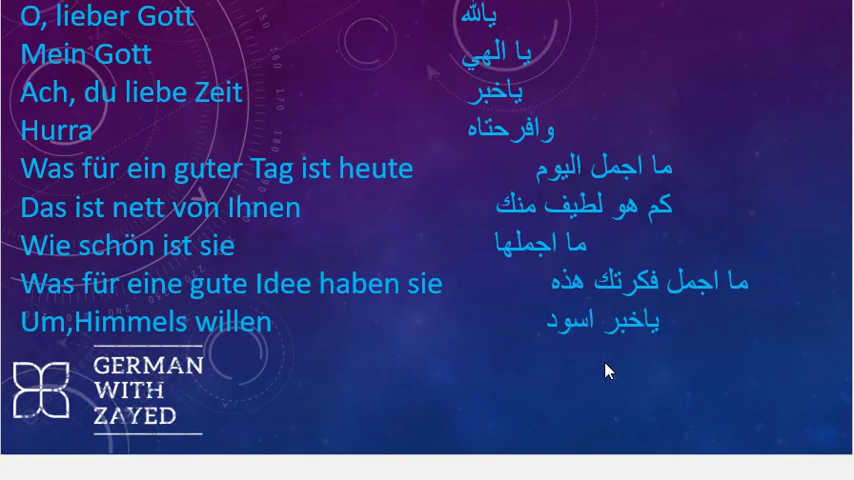 O, lieber Gott يالله
Mein Gott يا الهي
Ach, du liebe Zeit ياخبر
Hurra وافرحتاه
Was für ein guter Tag ist heute ما اجمل اليوم
Das ist nett von Ihnen كم هو لطيف منك
Wie schön ist sie ما اجملها
Was für eine gute Idee haben sie ما اجمل فكرتك هذه
Um,Himmels willen ياخبر اسود
GERMAN
WITH
ZAYED